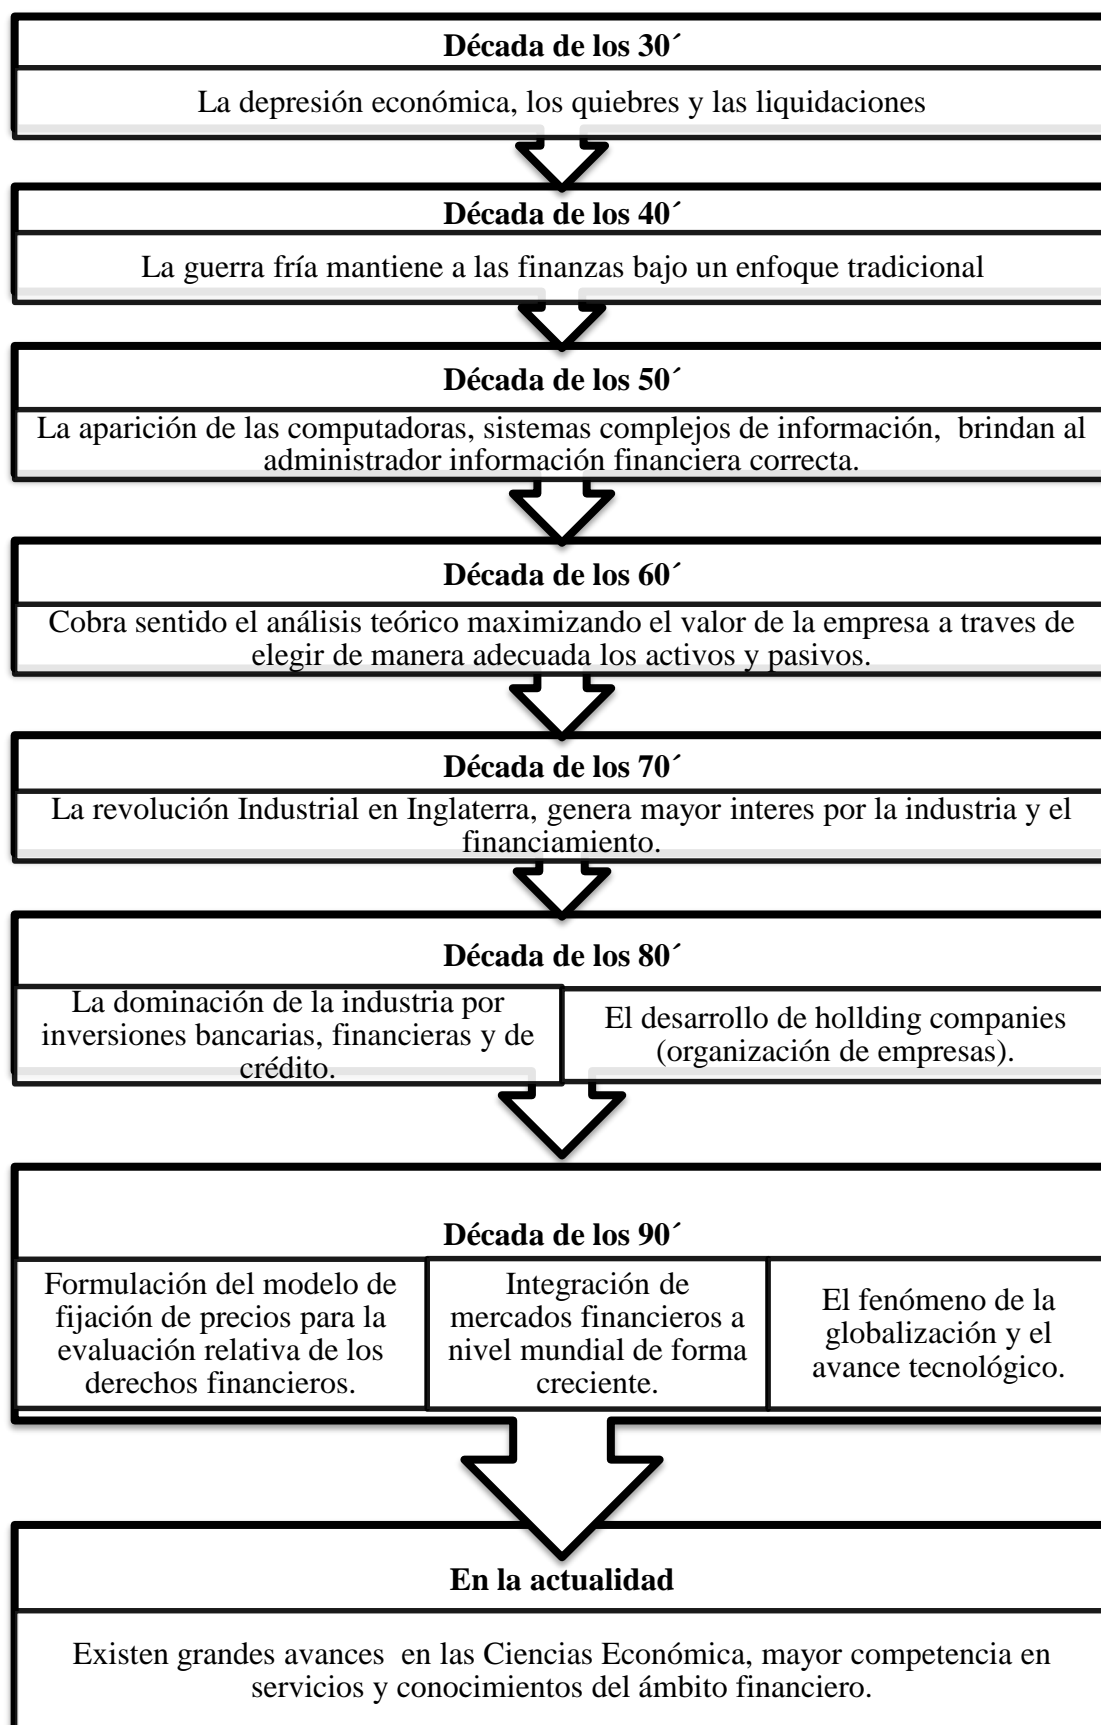 Década de los 30´
La depresión económica, los quiebres y las liquidaciones
Década de los 40´
La guerra fría mantiene a las finanzas bajo un enfoque tradicional
Década de los 50´
La aparición de las computadoras, sistemas complejos de información,  brindan al
administrador información financiera correcta.
Década de los 60´
Cobra sentido el análisis teórico maximizando el valor de la empresa a traves de
elegir de manera adecuada los activos y pasivos.
Década de los 70´
La revolución Industrial en Inglaterra, genera mayor interes por la industria y el
financiamiento.
Década de los 80´
La dominación de la industria por
inversiones bancarias, financieras y de
crédito.
El desarrollo de hollding companies
(organización de empresas).
Década de los 90´
Formulación del modelo de
fijación de precios para la
evaluación relativa de los
derechos financieros.
Integración de
mercados financieros a
nivel mundial de forma
creciente.
El fenómeno de la
globalización y el
avance tecnológico.
En la actualidad
Existen grandes avances  en las Ciencias Económica, mayor competencia en
servicios y conocimientos del ámbito financiero.